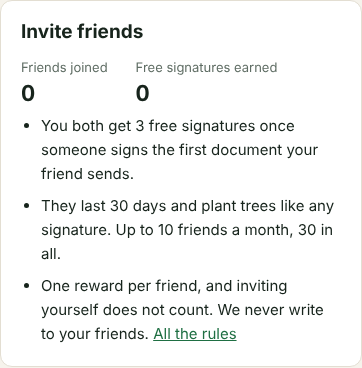 Invite friends
Friends joined Free signatures earned
0 0
• You both get 3 free signatures once
someone signs the first document your
friend sends.
• They last 30 days and plant trees like any
signature. Up to 10 friends a month, 30 in
all.
• One reward per friend, and inviting
yourself does not count. We never write
to your friends. All the rules